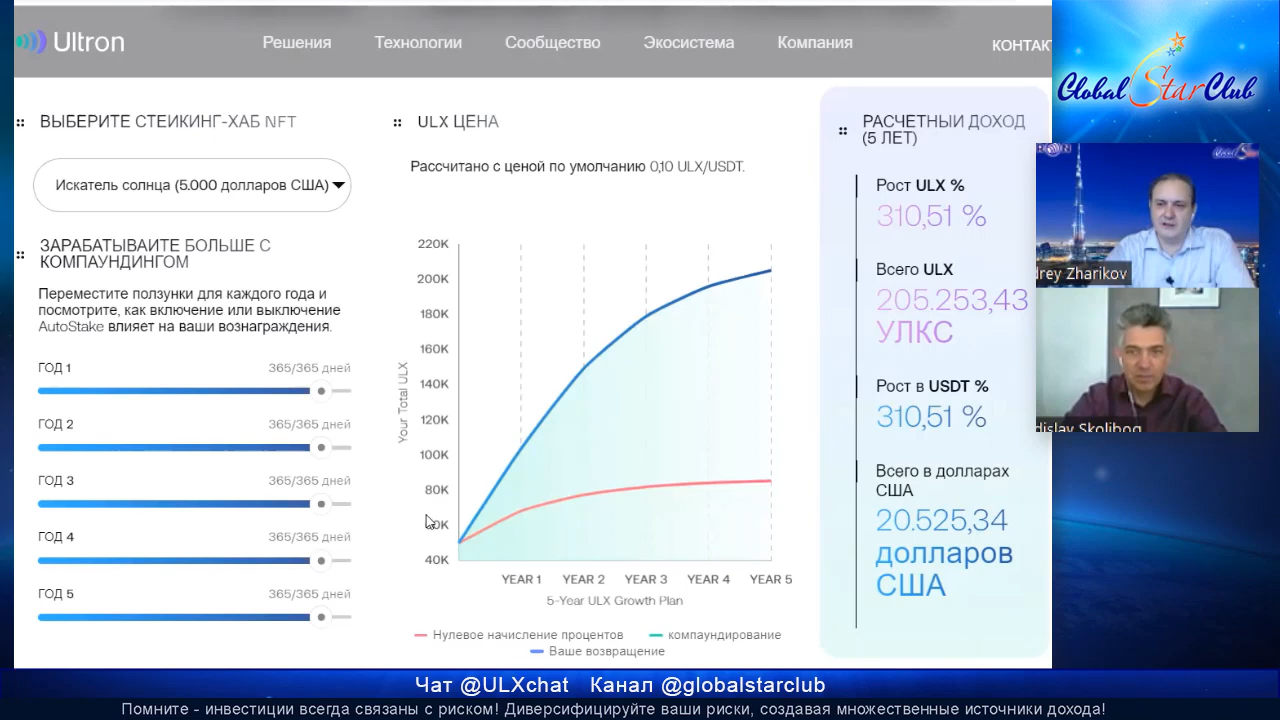 Ultron
Решения
Технологии
Сообщество
Экосистема
Компания
КОНТАК
Global Star Club
ВЫБЕРИТЕ СТЕЙКИНГ-ХАБ NFT
Искатель солнца (5.000 долларов США)
ЗАРАБАТЫВАЙТЕ БОЛЬШЕ С
КОМПАУНДИНГОМ
Переместите ползунки для каждого года и
посмотрите, как включение или выключение
AutoStake влияет на ваши вознаграждения.
ГОД 1
365/365 дней
ГОД 2
365/365 дней
ГОД 3
365/365 дней
ГОД 4
365/365 дней
ГОД 5
365/365 дней
ULX ЦЕНА
Рассчитано с ценой по умолчанию 0,10 ULX/USDT.
Your Total ULX
220K
200K
180K
160K
140K
120K
100K
80K
0K
40K
YEAR 1
YEAR 2
YEAR 3
YEAR 4
YEAR 5
5-Year ULX Growth Plan
Нулевое начисление процентов
компаундирование
Ваше возвращение
РАСЧЕТНЫЙ ДОХОД
(5 ЛЕТ)
Рост ULX %
310,51 %
Всего ULX
205.253,43
УЛКС
Рост в USDT %
310,51 %
Всего в долларах
США
20.525,34
долларов
США
drey Zharikov
dislav Skolibog
Чат @ULXchat Канал @globalstarclub
Помните - инвестиции всегда связаны с риском! Диверсифицируйте ваши риски, создавая множественные источники дохода!